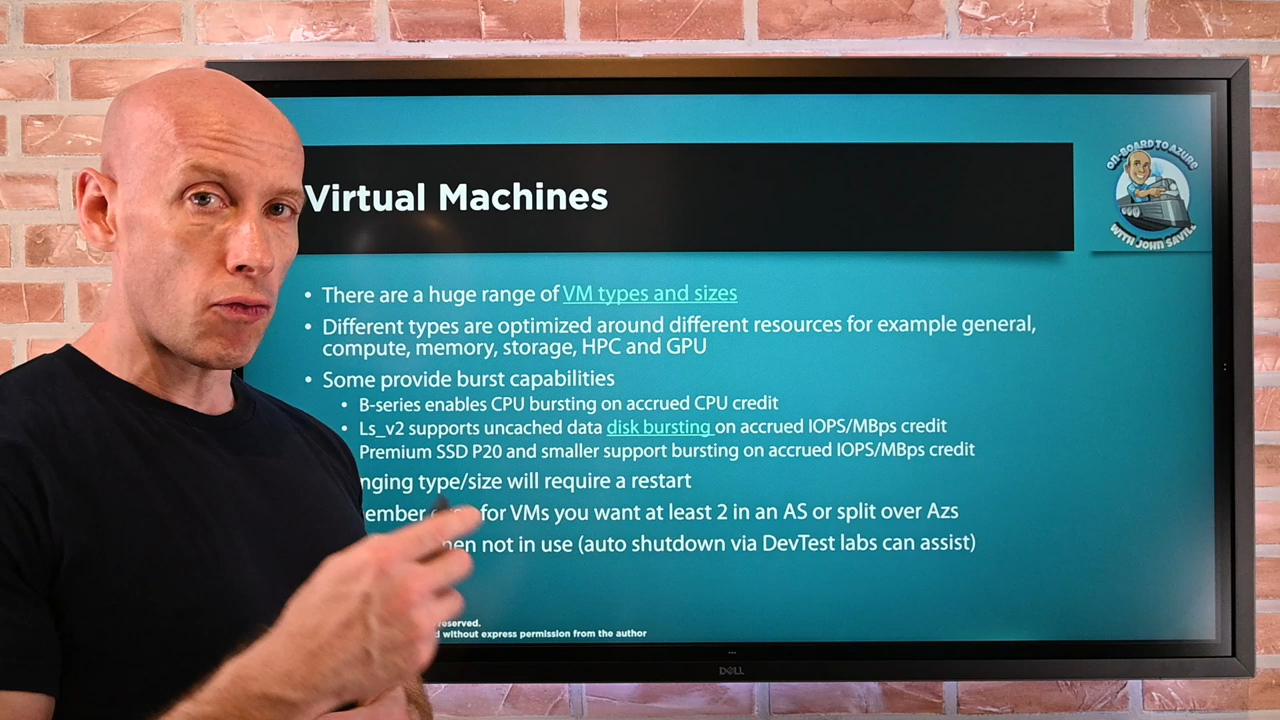 ON-BOARD TO AZURE
WITH JOHN SAVILL
Virtual Machines
• There are a huge range of VM types and sizes
• Different types are optimized around different resources for example general,
compute, memory, storage, HPC and GPU
• Some provide burst capabilities
• B-series enables CPU bursting on accrued CPU credit
• Ls_v2 supports uncached data disk bursting on accrued IOPS/MBps credit
Premium SSD P20 and smaller support bursting on accrued IOPS/MBps credit
nging type/size will require a restart
ember for VMs you want at least 2 in an AS or split over Azs
hen not in use (auto shutdown via DevTest labs can assist)
reserved.
d without express permission from the author
DELL